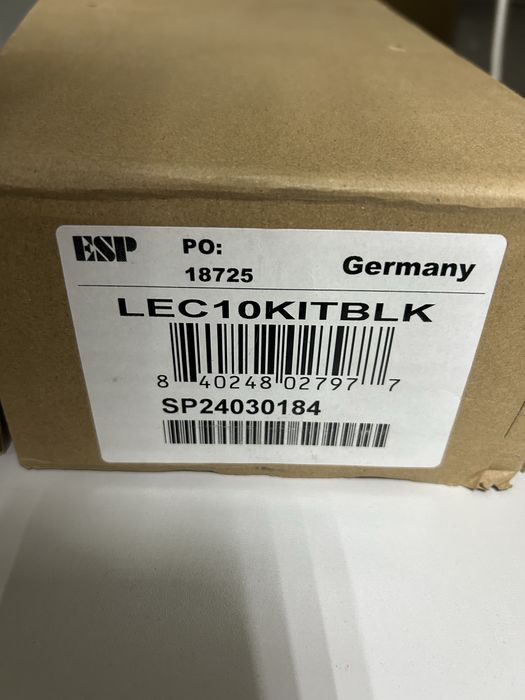 ESP
PO:
18725
Germany
LEC10KITBLK
8 40248 02797 7
SP24030184